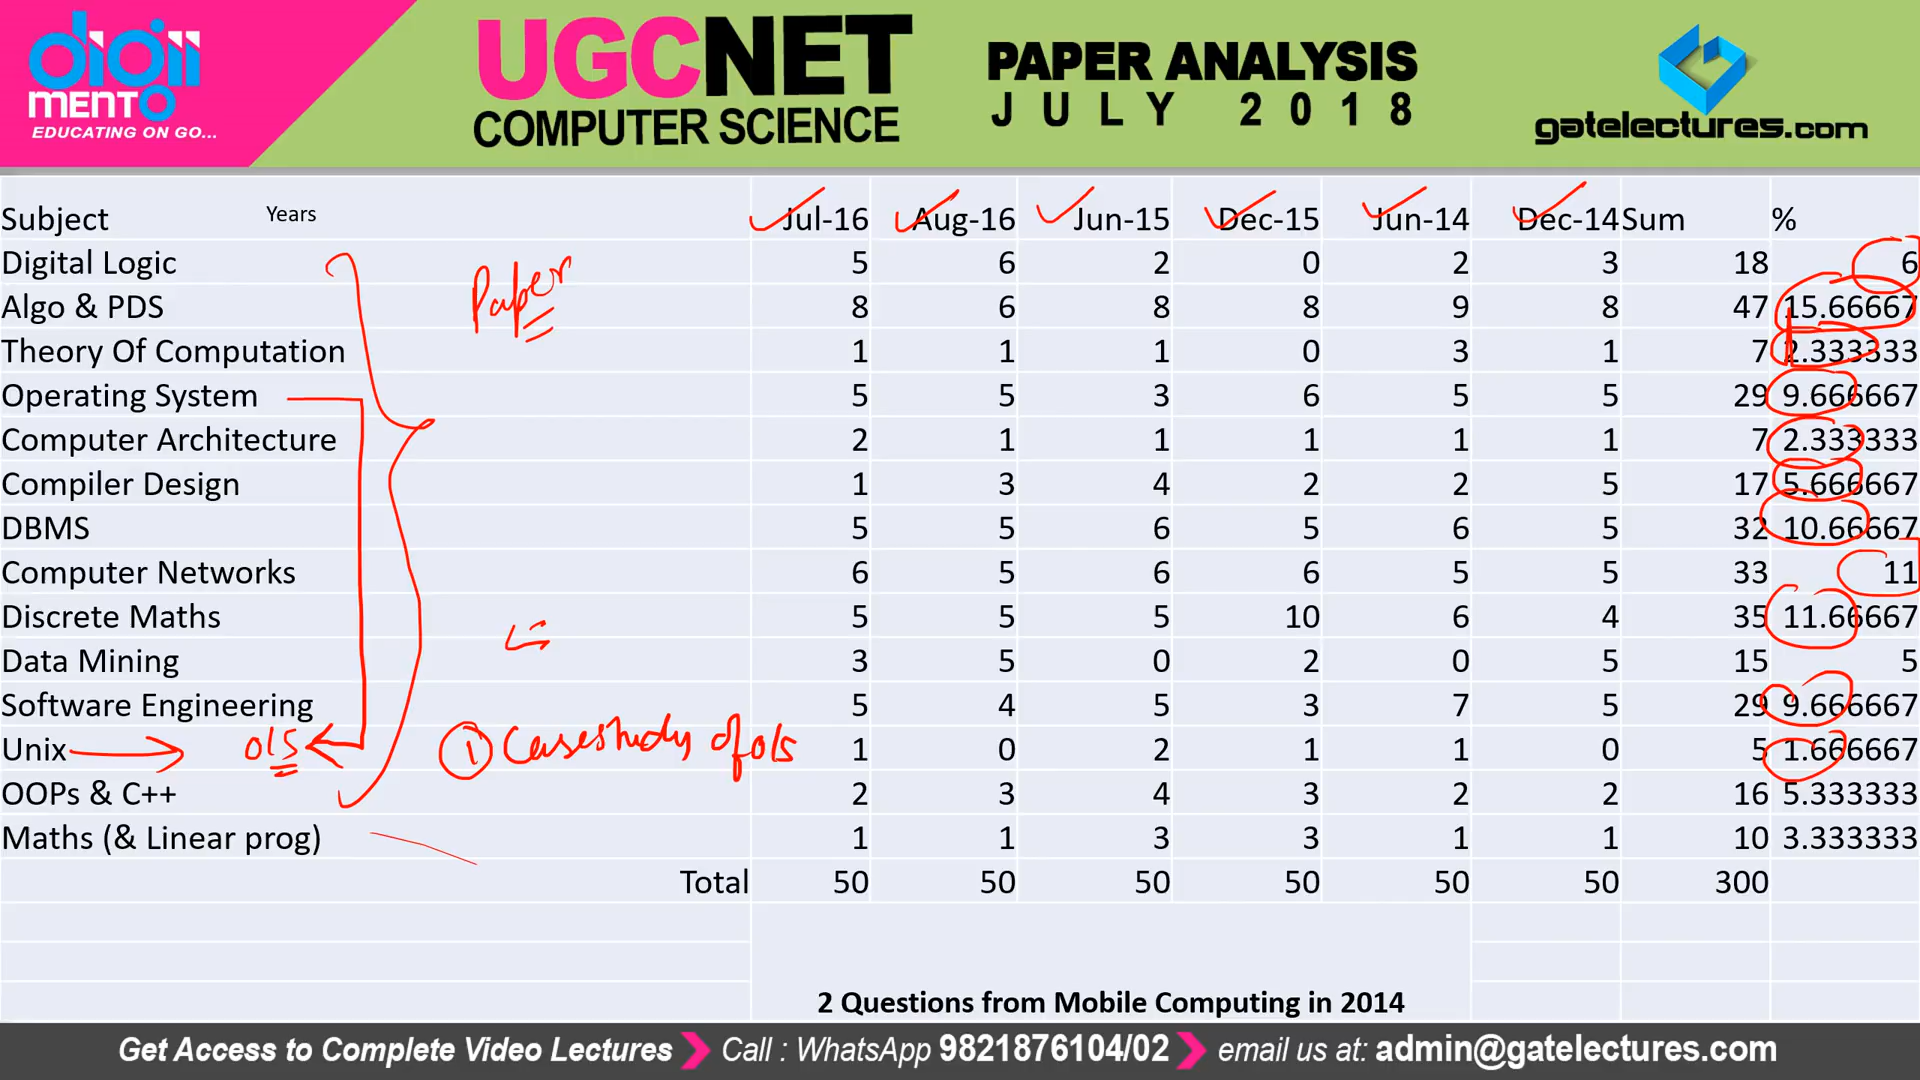 digii
MENTO
EDUCATING ON GO...
UGCNET
COMPUTER SCIENCE
PAPER ANALYSIS
JULY 2018
gatelectures.com
Subject Years Jul-16 Aug-16 Jun-15 Dec-15 Jun-14 Dec-14 Sum %
Digital Logic 5 6 2 0 2 3 18 6
Paper
Algo & PDS 8 6 8 8 9 8 47 15.66667
Theory Of Computation 1 1 1 0 3 1 7 2.333333
Operating System 5 5 3 6 5 5 29 9.666667
Computer Architecture 2 1 1 1 1 1 7 2.333333
Compiler Design 1 3 4 2 2 5 17 5.666667
DBMS 5 5 6 5 6 5 32 10.66667
Computer Networks 6 5 6 6 5 5 33 11
Discrete Maths 5 5 5 10 6 4 35 11.66667
Data Mining 3 5 0 2 0 5 15 5
Software Engineering 5 4 5 3 7 5 29 9.666667
Unix O/S 1 Casestudy of O/S 1 0 2 1 1 0 5 1.666667
OOPs & C++ 2 3 4 3 2 2 16 5.333333
Maths (& Linear prog) 1 1 3 3 1 1 10 3.333333
Total 50 50 50 50 50 50 300
2 Questions from Mobile Computing in 2014
Get Access to Complete Video Lectures Call : WhatsApp 9821876104/02 email us at: admin@gatelectures.com